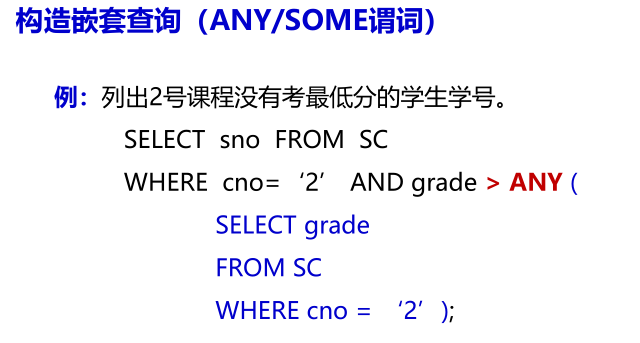 构造嵌套查询（ANY/SOME谓词）
例：列出2号课程没有考最低分的学生学号。
SELECT sno FROM SC
WHERE cno=‘2’ AND grade > ANY (
SELECT grade
FROM SC
WHERE cno = ‘2’);